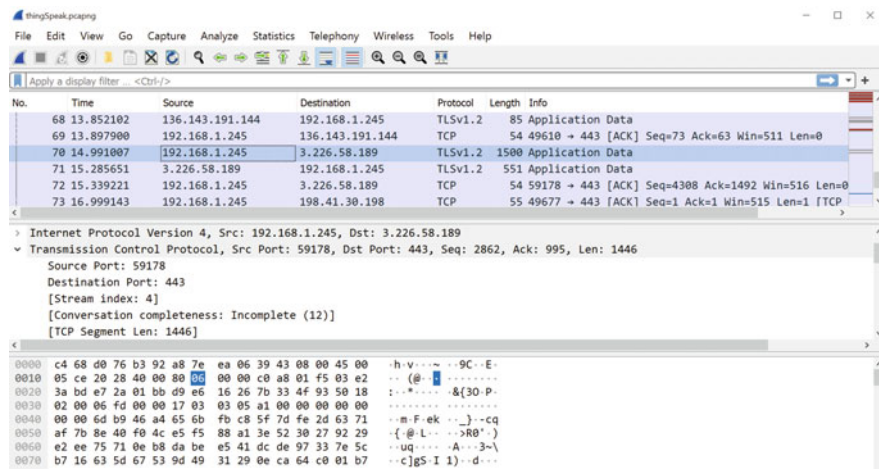 thingSpeak.pcapng
File Edit View Go Capture Analyze Statistics Telephony Wireless Tools Help
Apply a display filter ... <Ctrl-/>
No. Time Source Destination Protocol Length Info
68 13.852102 136.143.191.144 192.168.1.245 TLSv1.2 85 Application Data
69 13.897900 192.168.1.245 136.143.191.144 TCP 54 49610 → 443 [ACK] Seq=73 Ack=63 Win=511 Len=0
70 14.991007 192.168.1.245 3.226.58.189 TLSv1.2 1500 Application Data
71 15.285651 3.226.58.189 192.168.1.245 TLSv1.2 551 Application Data
72 15.339221 192.168.1.245 3.226.58.189 TCP 54 59178 → 443 [ACK] Seq=4308 Ack=1492 Win=516 Len=0
73 16.999143 192.168.1.245 198.41.30.198 TCP 55 49677 → 443 [ACK] Seq=1 Ack=1 Win=515 Len=1 [TCP
Internet Protocol Version 4, Src: 192.168.1.245, Dst: 3.226.58.189
Transmission Control Protocol, Src Port: 59178, Dst Port: 443, Seq: 2862, Ack: 995, Len: 1446
Source Port: 59178
Destination Port: 443
[Stream index: 4]
[Conversation completeness: Incomplete (12)]
[TCP Segment Len: 1446]
0000 c4 68 d0 76 b3 92 a8 7e ea 06 39 43 08 00 45 00 ·h·v···~ ··9C··E·
0010 05 ce 20 28 40 00 80 06 00 00 c0 a8 01 f5 03 e2 ·· (@··· ········
0020 3a bd e7 2a 01 bb d9 e6 16 26 7b 33 4f 93 50 18 :··*···· ·&{3O·P·
0030 02 00 06 fd 00 00 17 03 03 05 a1 00 00 00 00 00 ········ ········
0040 00 00 6d b9 46 a4 65 6b fb c8 5f 7d fe 2d 63 71 ··m·F·ek ··_}·-cq
0050 af 7b 8e 40 f0 4c e5 f5 88 a1 3e 52 30 27 92 29 ·{·@·L·· ··>R0'·)
0060 e2 ee 75 71 0e b8 da be e5 41 dc de 97 33 7e 5c ··uq···· ·A···3~\
0070 b7 16 63 5d 67 53 9d 49 31 29 0e ca 64 c0 01 b7 ··c]gS·I 1)··d···